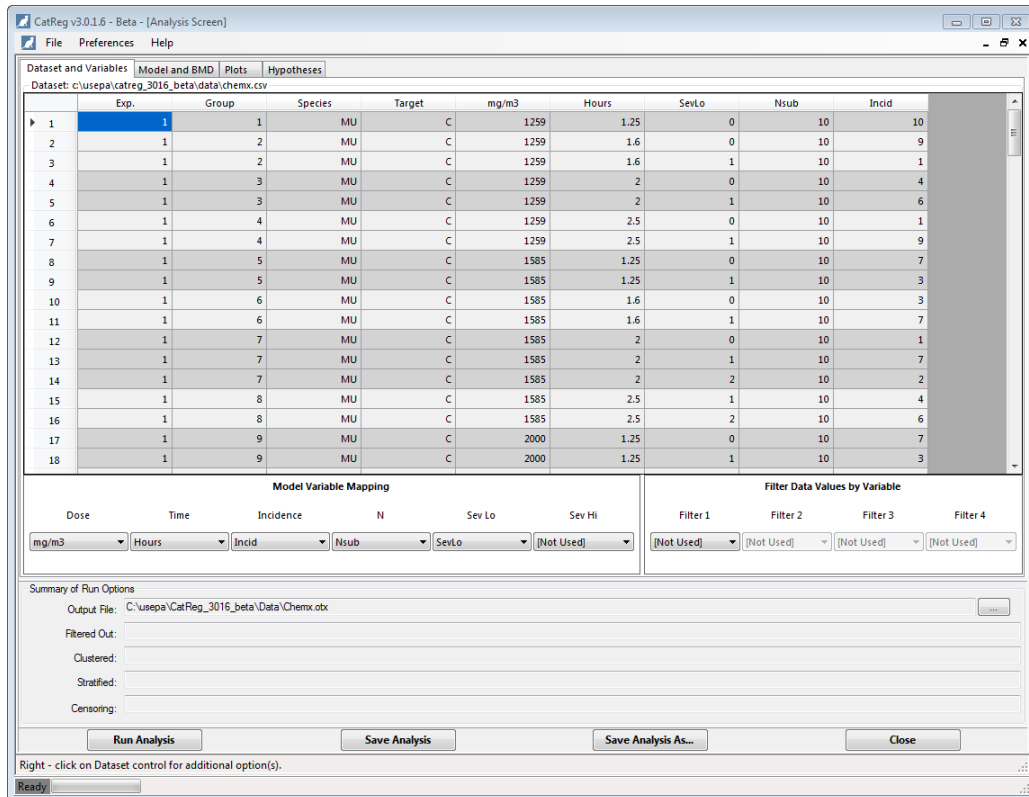 CatReg v3.0.1.6 - Beta - [Analysis Screen]
File Preferences Help
Dataset and Variables Model and BMD Plots Hypotheses
Dataset: c:\usepa\catreg_3016_beta\data\chemx.csv
Exp. Group Species Target mg/m3 Hours SevLo Nsub Incid
1 1 1 MU C 1259 1.25 0 10 10
2 1 2 MU C 1259 1.6 0 10 9
3 1 2 MU C 1259 1.6 1 10 1
4 1 3 MU C 1259 2 0 10 4
5 1 3 MU C 1259 2 1 10 6
6 1 4 MU C 1259 2.5 0 10 1
7 1 4 MU C 1259 2.5 1 10 9
8 1 5 MU C 1585 1.25 0 10 7
9 1 5 MU C 1585 1.25 1 10 3
10 1 6 MU C 1585 1.6 0 10 3
11 1 6 MU C 1585 1.6 1 10 7
12 1 7 MU C 1585 2 0 10 1
13 1 7 MU C 1585 2 1 10 7
14 1 7 MU C 1585 2 2 10 2
15 1 8 MU C 1585 2.5 1 10 4
16 1 8 MU C 1585 2.5 2 10 6
17 1 9 MU C 2000 1.25 0 10 7
18 1 9 MU C 2000 1.25 1 10 3
Model Variable Mapping Filter Data Values by Variable
Dose Time Incidence N Sev Lo Sev Hi Filter 1 Filter 2 Filter 3 Filter 4
mg/m3 Hours Incid Nsub SevLo [Not Used] [Not Used] [Not Used] [Not Used] [Not Used]
Summary of Run Options
Output File: C:\usepa\CatReg_3016_beta\Data\Chemx.otx ...
Filtered Out:
Clustered:
Stratified:
Censoring:
Run Analysis Save Analysis Save Analysis As... Close
Right - click on Dataset control for additional option(s).
Ready